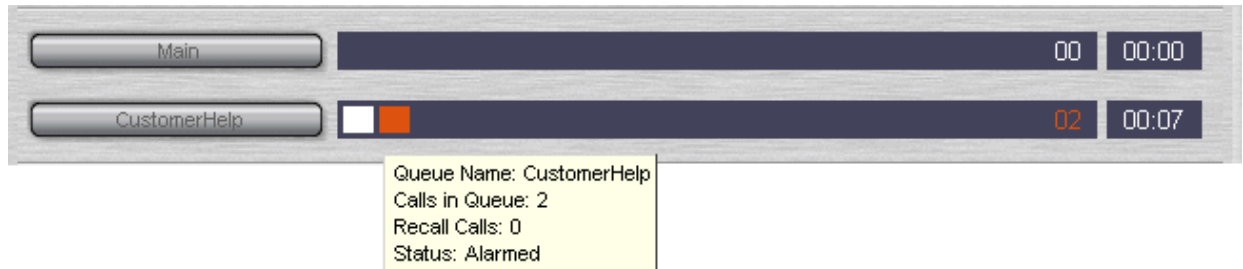 Main 00 00:00
CustomerHelp 02 00:07
Queue Name: CustomerHelp
Calls in Queue: 2
Recall Calls: 0
Status: Alarmed